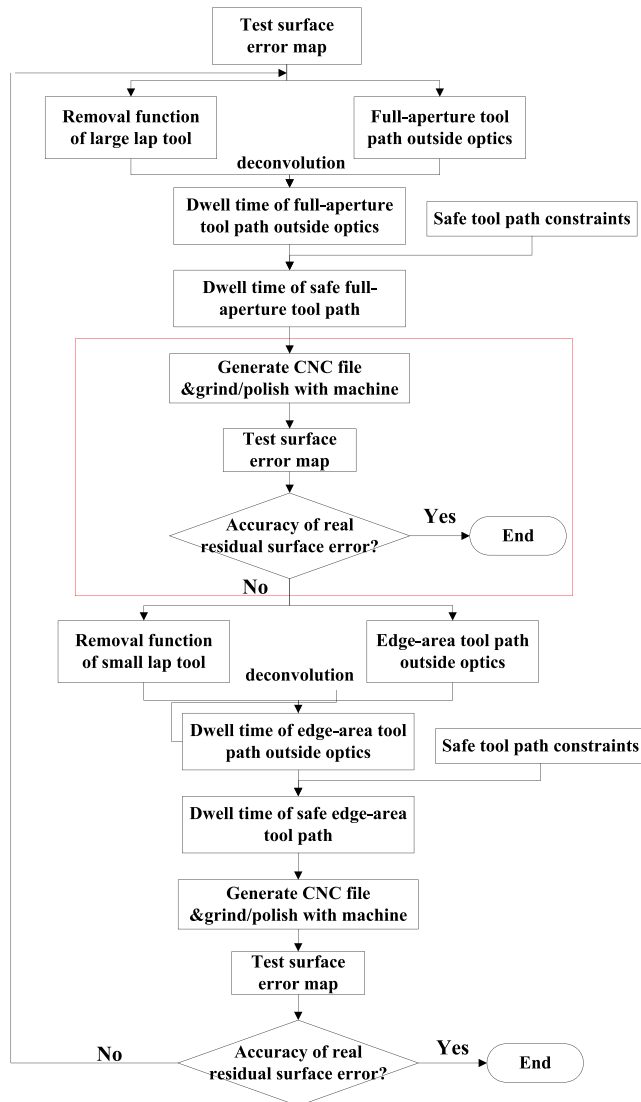 Test surface
error map
Removal function
of large lap tool
Full-aperture tool
path outside optics
deconvolution
Dwell time of full-aperture
tool path outside optics
Safe tool path constraints
Dwell time of safe full-
aperture tool path
Generate CNC file
&grind/polish with machine
Test surface
error map
Accuracy of real
residual surface error?
Yes
End
No
Removal function
of small lap tool
Edge-area tool path
outside optics
deconvolution
Dwell time of edge-area tool
path outside optics
Safe tool path constraints
Dwell time of safe edge-area
tool path
Generate CNC file
&grind/polish with machine
Test surface
error map
No
Accuracy of real
residual surface error?
Yes
End